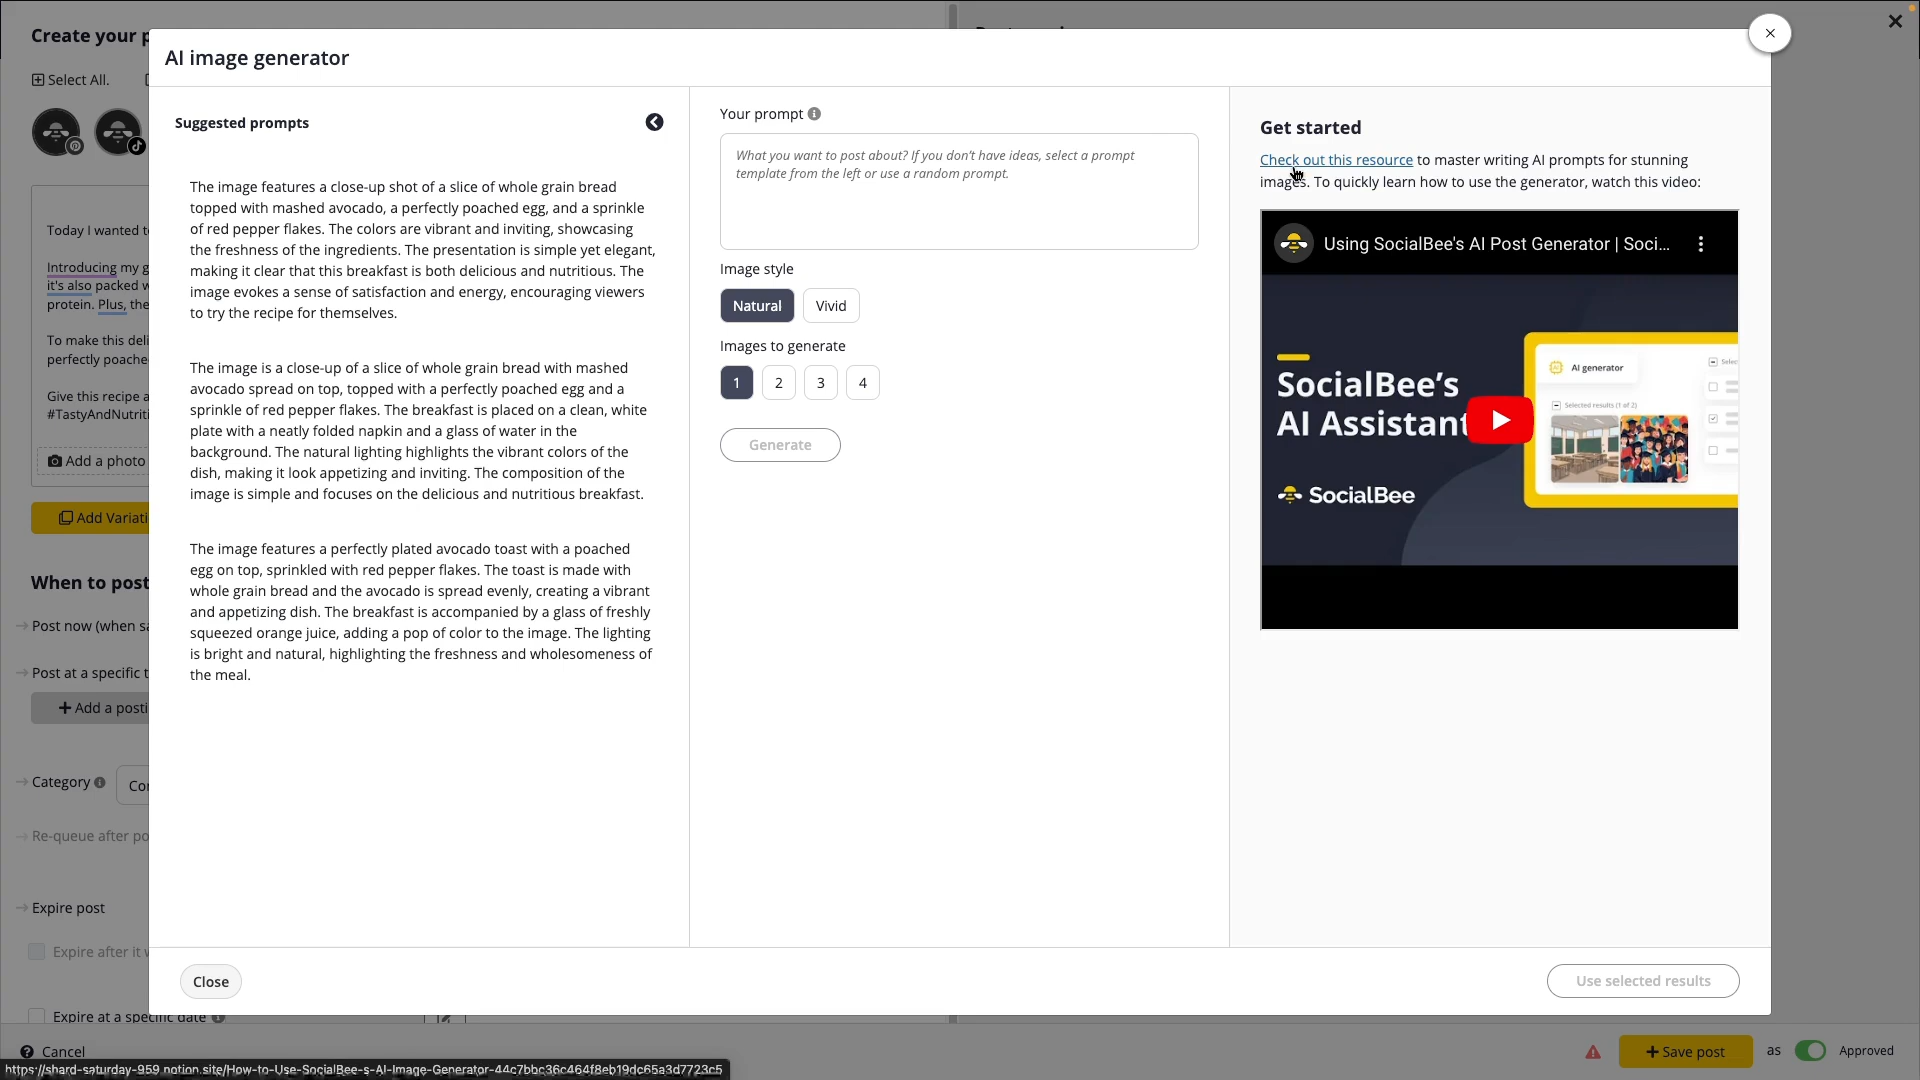 Create your p
AI image generator
Select All.
Suggested prompts
The image features a close-up shot of a slice of whole grain bread
topped with mashed avocado, a perfectly poached egg, and a sprinkle
of red pepper flakes. The colors are vibrant and inviting, showcasing
the freshness of the ingredients. The presentation is simple yet elegant,
making it clear that this breakfast is both delicious and nutritious. The
image evokes a sense of satisfaction and energy, encouraging viewers
to try the recipe for themselves.
The image is a close-up of a slice of whole grain bread with mashed
avocado spread on top, topped with a perfectly poached egg and a
sprinkle of red pepper flakes. The breakfast is placed on a clean, white
plate with a neatly folded napkin and a glass of water in the
background. The natural lighting highlights the vibrant colors of the
dish, making it look appetizing and inviting. The composition of the
image is simple and focuses on the delicious and nutritious breakfast.
The image features a perfectly plated avocado toast with a poached
egg on top, sprinkled with red pepper flakes. The toast is made with
whole grain bread and the avocado is spread evenly, creating a vibrant
and appetizing dish. The breakfast is accompanied by a glass of freshly
squeezed orange juice, adding a pop of color to the image. The lighting
is bright and natural, highlighting the freshness and wholesomeness of
the meal.
Your prompt
What you want to post about? If you don't have ideas, select a prompt
template from the left or use a random prompt.
Image style
Natural
Vivid
Images to generate
1
2
3
4
Generate
Get started
Check out this resource to master writing AI prompts for stunning
images. To quickly learn how to use the generator, watch this video:
Using SocialBee's AI Post Generator | Soci...
SocialBee's
AI Assistant
SocialBee
AI generator
Selected results (1 of 2)
Selec
Today I wanted t
Introducing my g
it's also packed w
protein. Plus, the
To make this deli
perfectly poache
Give this recipe a
#TastyAndNutriti
Add a photo
Add Variati
When to post
Post now (when sa
Post at a specific t
Add a posti
Category
Cor
Re-queue after po
Expire post
Expire after it w
Expire at a specific date
Close
Use selected results
Cancel
Save post
as
Approved
https://shard-saturday-959.notion.site/How-to-Use-SocialBee-s-AI-Image-Generator-44c7bbc36c464f8eb19dc65a3d7723c5